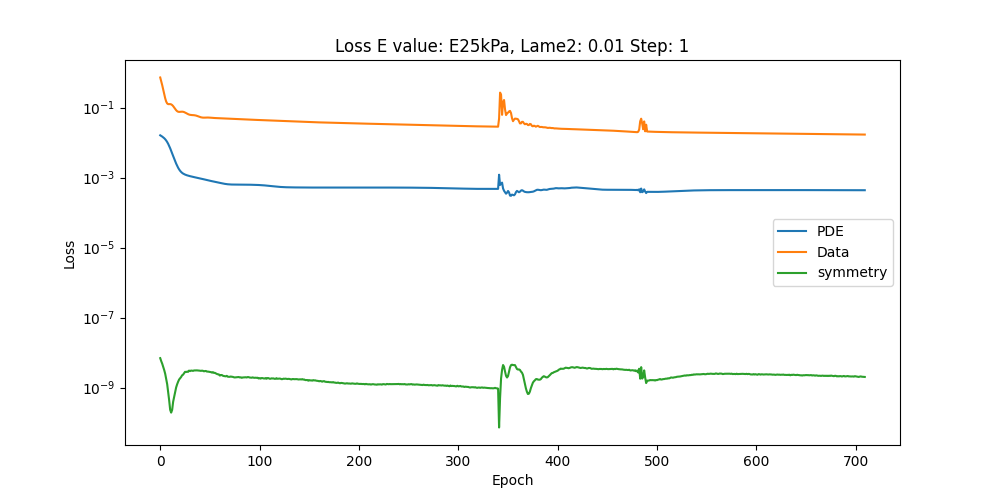 Loss E value: E25kPa, Lame2: 0.01 Step: 1
Loss
10⁻¹
10⁻³
10⁻⁵
10⁻⁷
10⁻⁹
PDE
Data
symmetry
0 100 200 300 400 500 600 700
Epoch